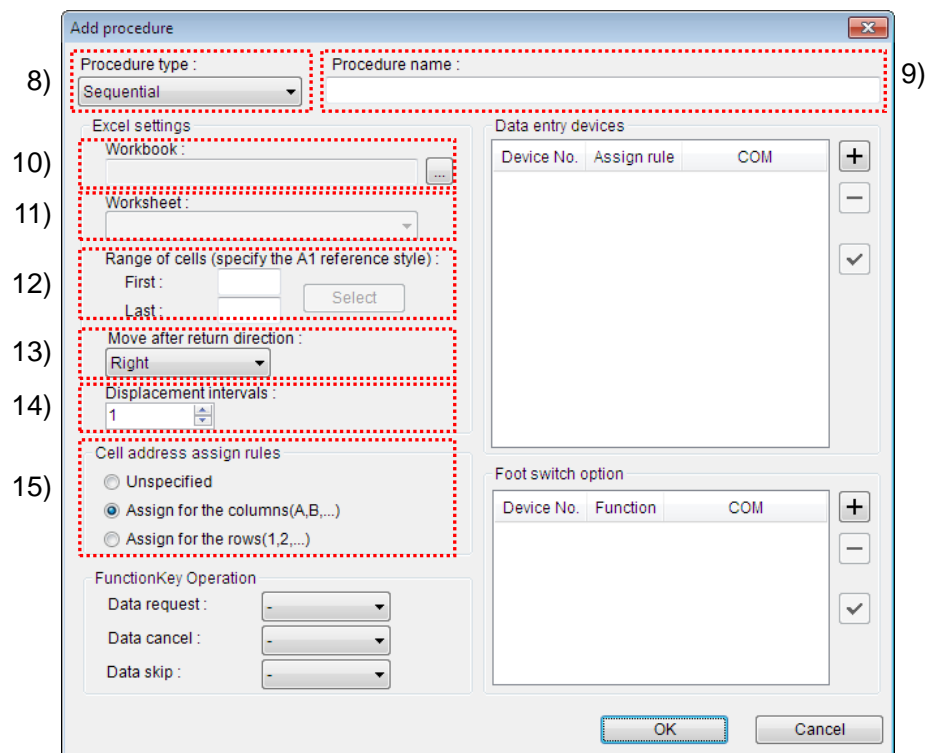 Add procedure
8)
Procedure type :
Sequential
Procedure name :
9)
Excel settings
10)
Workbook :
...
11)
Worksheet :
12)
Range of cells (specify the A1 reference style) :
First :
Last :
Select
13)
Move after return direction :
Right
14)
Displacement intervals :
1
15)
Cell address assign rules
Unspecified
Assign for the columns(A,B,...)
Assign for the rows(1,2,...)
FunctionKey Operation
Data request :
-
Data cancel :
-
Data skip :
-
Data entry devices
Device No. Assign rule COM
Foot switch option
Device No. Function COM
OK
Cancel